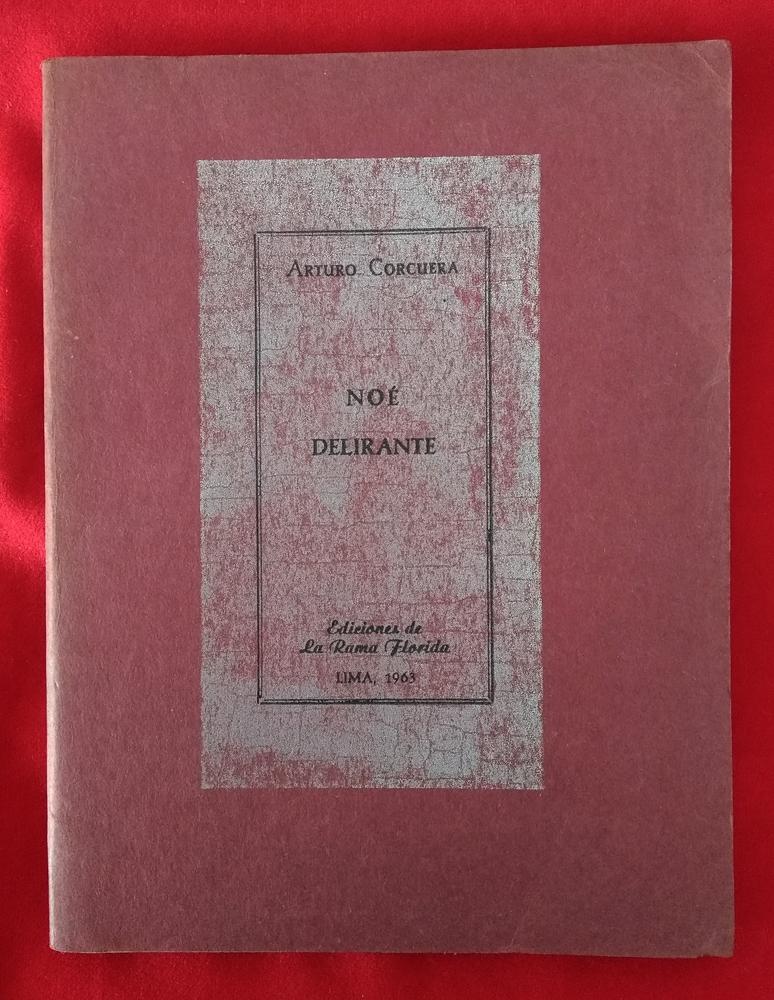 ARTURO CORCUERA
NOÉ
DELIRANTE
Ediciones de
La Rama Florida
LIMA, 1963